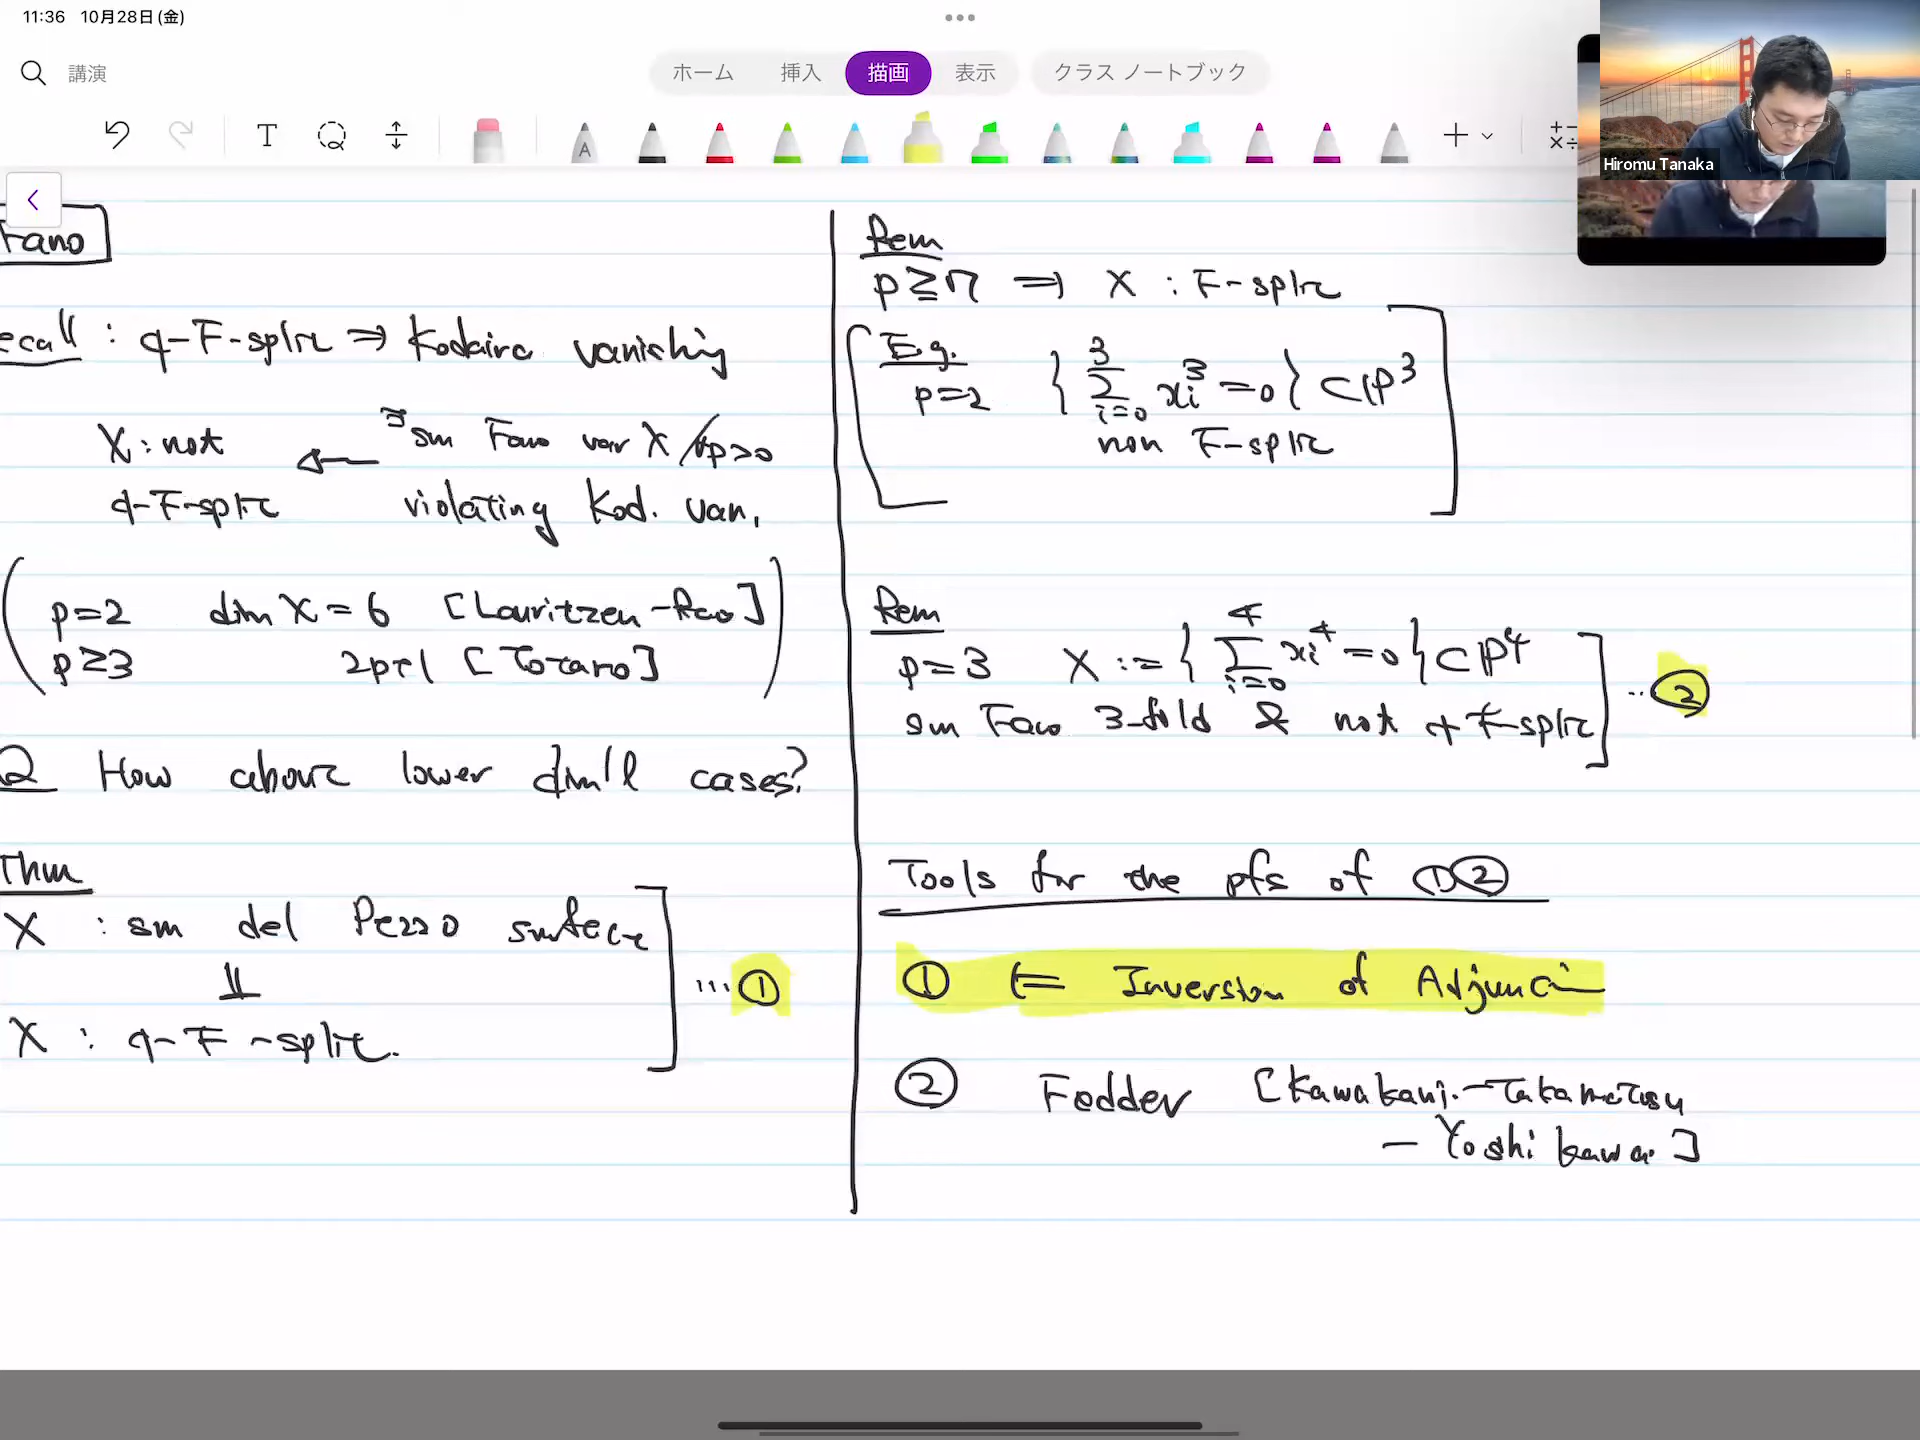 11:36 10月28日(金)
講演
ホーム 挿入 描画 表示 クラス ノートブック
Hiromu Tanaka
Fano
ecall : q-F-split ⇒ Kodaira vanishing
X : not ← ∃ sm Fano var X / p>0
q-F-split violating Kod. van.
p=2 dim X = 6 [Lauritzen-Rao]
p≥3 2p+1 [Totaro]
Q How about lower dim'l cases?
Thm
X : sm del Pezzo surface
⇓ … ①
X : q-F-split.
Rem
p ≥ 7 ⇒ X : F-split
E.g.
p=2 { Σ_{i=0}^{3} x_i^3 = 0 } ⊂ P^3
non F-split
Rem
p=3 X := { Σ_{i=0}^{4} x_i^4 = 0 } ⊂ P^4
sm Fano 3-fold & not q F-split … ②
Tools for the pfs of ①②
① ⇐ Inversion of Adjunc
② Fedder [Kawakami-Takamatsu
- Yoshikawa]